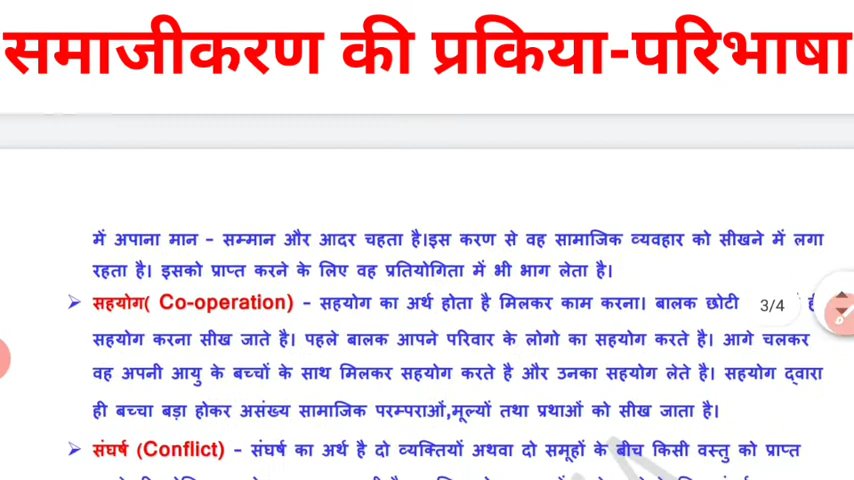 समाजीकरण की प्रकिया-परिभाषा
में अपाना मान - सम्मान और आदर चहता है।इस करण से वह सामाजिक व्यवहार को सीखने में लगा
रहता है। इसको प्राप्त करने के लिए वह प्रतियोगिता में भी भाग लेता है।
➢ सहयोग( Co-operation) - सहयोग का अर्थ होता है मिलकर काम करना। बालक छोटी
3/4
सहयोग करना सीख जाते है। पहले बालक आपने परिवार के लोगो का सहयोग करते है। आगे चलकर
वह अपनी आयु के बच्चों के साथ मिलकर सहयोग करते है और उनका सहयोग लेते है। सहयोग द्वारा
ही बच्चा बड़ा होकर असंख्य सामाजिक परम्पराओं,मूल्यों तथा प्रथाओं को सीख जाता है।
➢ संघर्ष (Conflict) - संघर्ष का अर्थ है दो व्यक्तियों अथवा दो समूहों के बीच किसी वस्तु को प्राप्त